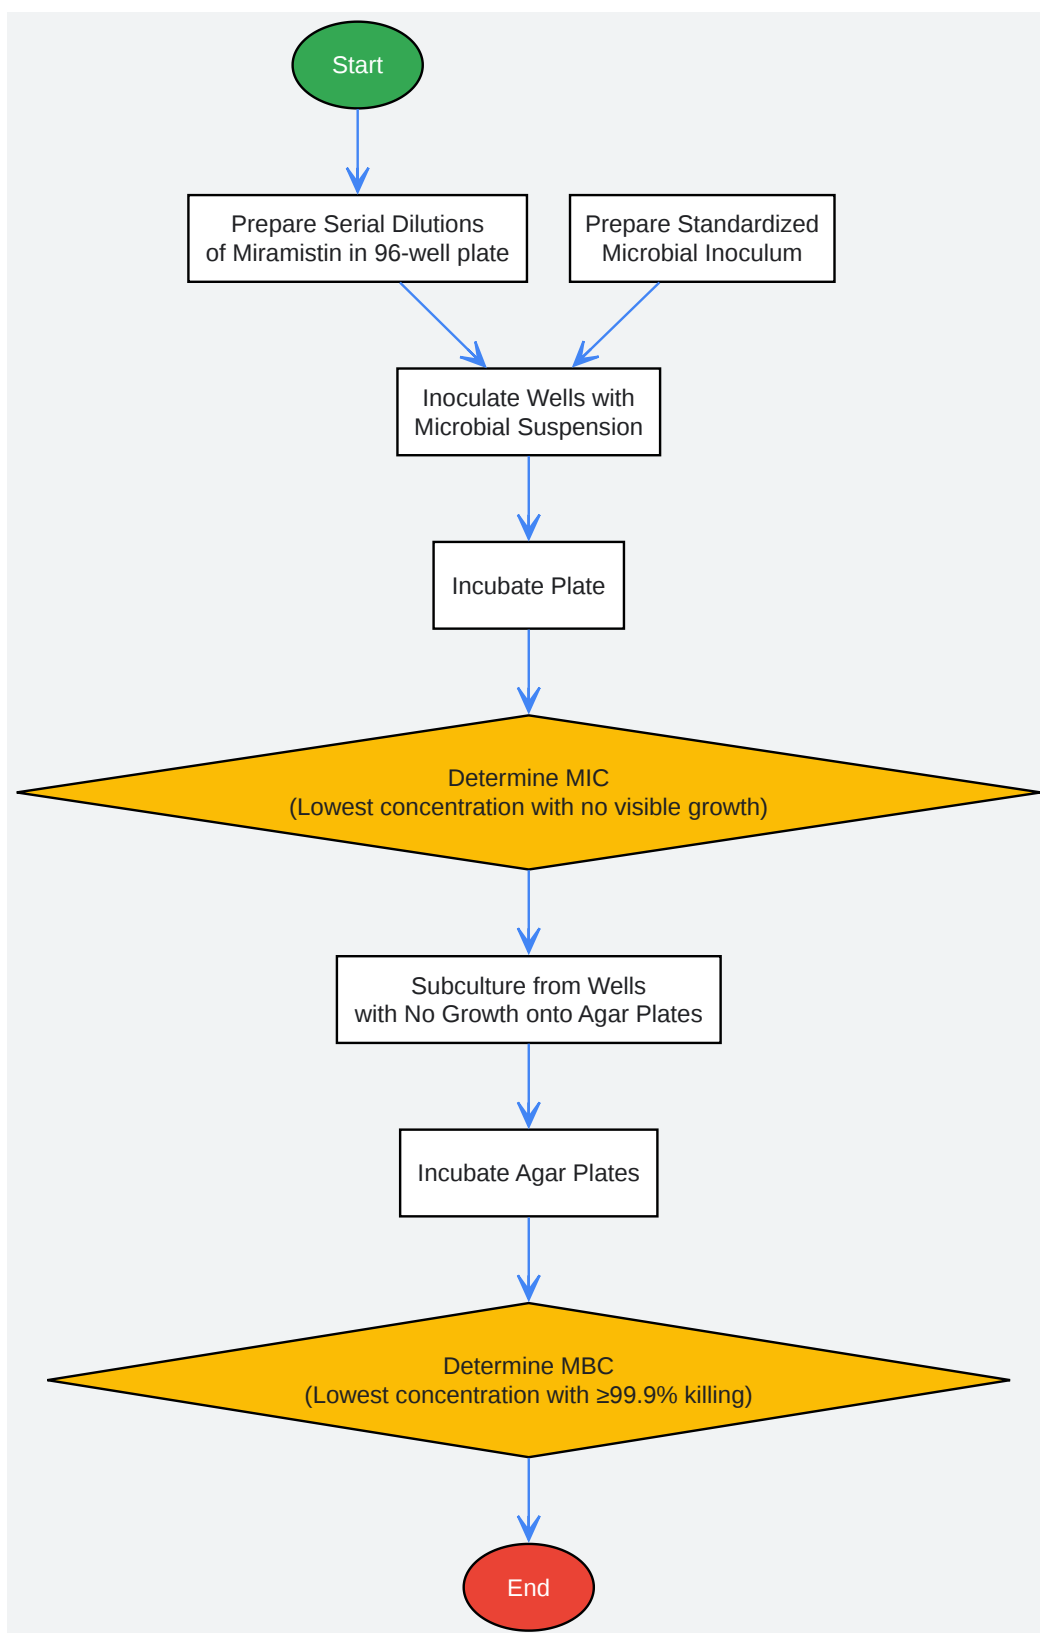 Start
Prepare Serial Dilutions
of Miramistin in 96-well plate
Prepare Standardized
Microbial Inoculum
Inoculate Wells with
Microbial Suspension
Incubate Plate
Determine MIC
(Lowest concentration with no visible growth)
Subculture from Wells
with No Growth onto Agar Plates
Incubate Agar Plates
Determine MBC
(Lowest concentration with ≥99.9% killing)
End